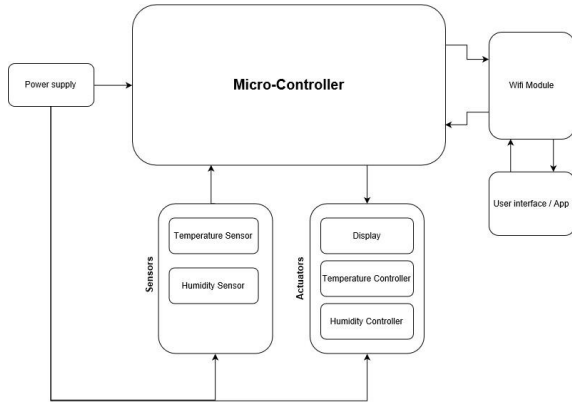 Micro-Controller
Power supply
Wifi Module
User interface / App
Sensors
Temperature Sensor
Humidity Sensor
Actuators
Display
Temperature Controller
Humidity Controller